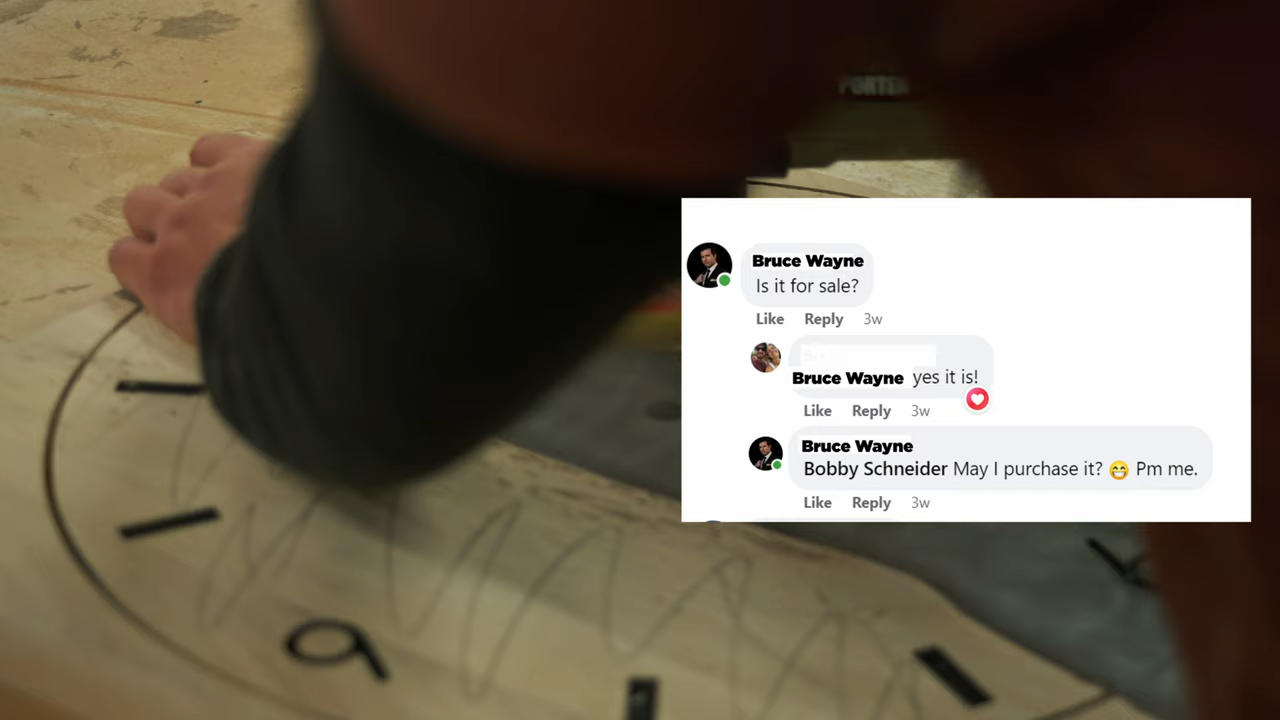 PORTER
Bruce Wayne
Is it for sale?
Like Reply 3w
Bruce Wayne yes it is!
Like Reply 3w
Bruce Wayne
Bobby Schneider May I purchase it? 😁 Pm me.
Like Reply 3w
9